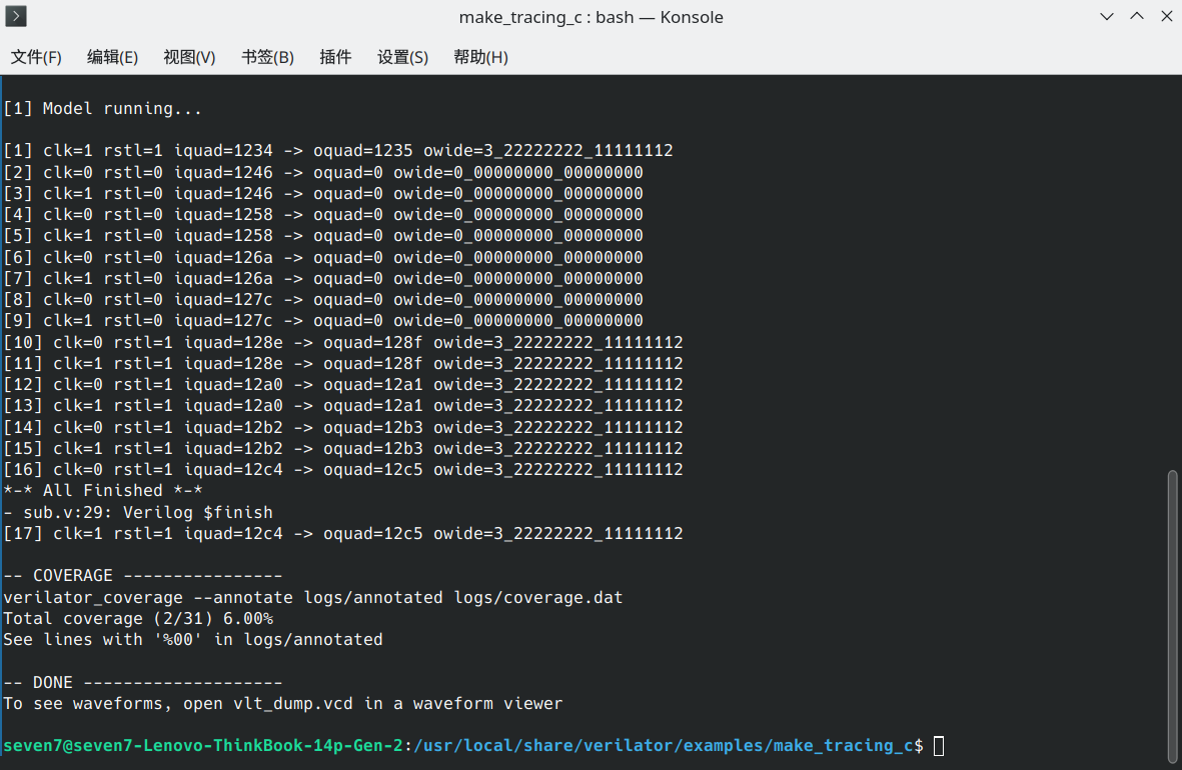 make_tracing_c : bash — Konsole
文件(F) 编辑(E) 视图(V) 书签(B) 插件 设置(S) 帮助(H)
[1] Model running...
[1] clk=1 rstl=1 iquad=1234 -> oquad=1235 owide=3_22222222_11111112
[2] clk=0 rstl=0 iquad=1246 -> oquad=0 owide=0_00000000_00000000
[3] clk=1 rstl=0 iquad=1246 -> oquad=0 owide=0_00000000_00000000
[4] clk=0 rstl=0 iquad=1258 -> oquad=0 owide=0_00000000_00000000
[5] clk=1 rstl=0 iquad=1258 -> oquad=0 owide=0_00000000_00000000
[6] clk=0 rstl=0 iquad=126a -> oquad=0 owide=0_00000000_00000000
[7] clk=1 rstl=0 iquad=126a -> oquad=0 owide=0_00000000_00000000
[8] clk=0 rstl=0 iquad=127c -> oquad=0 owide=0_00000000_00000000
[9] clk=1 rstl=0 iquad=127c -> oquad=0 owide=0_00000000_00000000
[10] clk=0 rstl=1 iquad=128e -> oquad=128f owide=3_22222222_11111112
[11] clk=1 rstl=1 iquad=128e -> oquad=128f owide=3_22222222_11111112
[12] clk=0 rstl=1 iquad=12a0 -> oquad=12a1 owide=3_22222222_11111112
[13] clk=1 rstl=1 iquad=12a0 -> oquad=12a1 owide=3_22222222_11111112
[14] clk=0 rstl=1 iquad=12b2 -> oquad=12b3 owide=3_22222222_11111112
[15] clk=1 rstl=1 iquad=12b2 -> oquad=12b3 owide=3_22222222_11111112
[16] clk=0 rstl=1 iquad=12c4 -> oquad=12c5 owide=3_22222222_11111112
*-* All Finished *-*
- sub.v:29: Verilog $finish
[17] clk=1 rstl=1 iquad=12c4 -> oquad=12c5 owide=3_22222222_11111112
-- COVERAGE ----------------
verilator_coverage --annotate logs/annotated logs/coverage.dat
Total coverage (2/31) 6.00%
See lines with '%00' in logs/annotated
-- DONE --------------------
To see waveforms, open vlt_dump.vcd in a waveform viewer
seven7@seven7-Lenovo-ThinkBook-14p-Gen-2:/usr/local/share/verilator/examples/make_tracing_c$